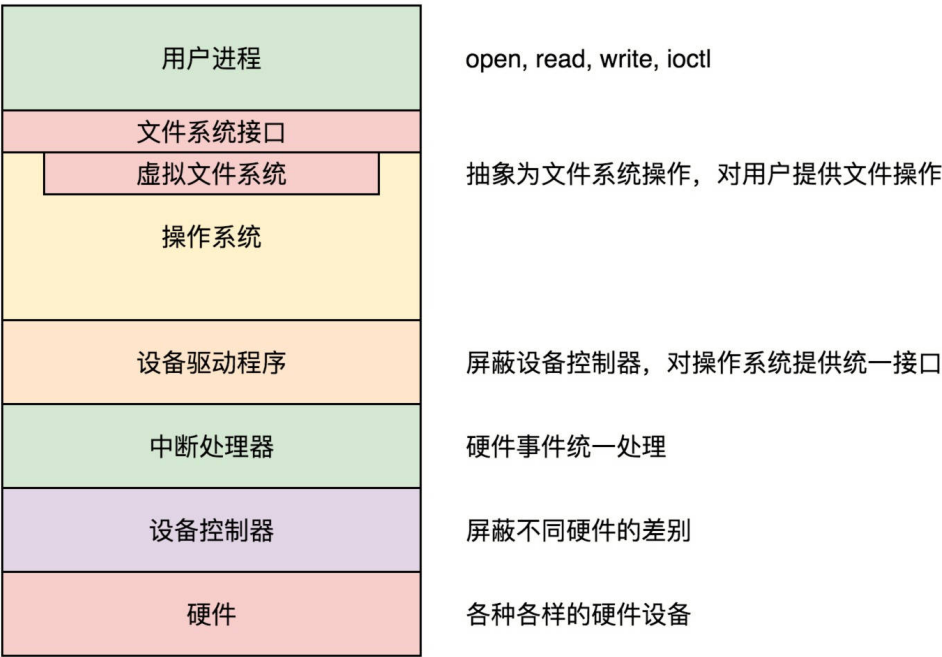 用户进程
open, read, write, ioctl
文件系统接口
虚拟文件系统
抽象为文件系统操作，对用户提供文件操作
操作系统
设备驱动程序
屏蔽设备控制器，对操作系统提供统一接口
中断处理器
硬件事件统一处理
设备控制器
屏蔽不同硬件的差别
硬件
各种各样的硬件设备